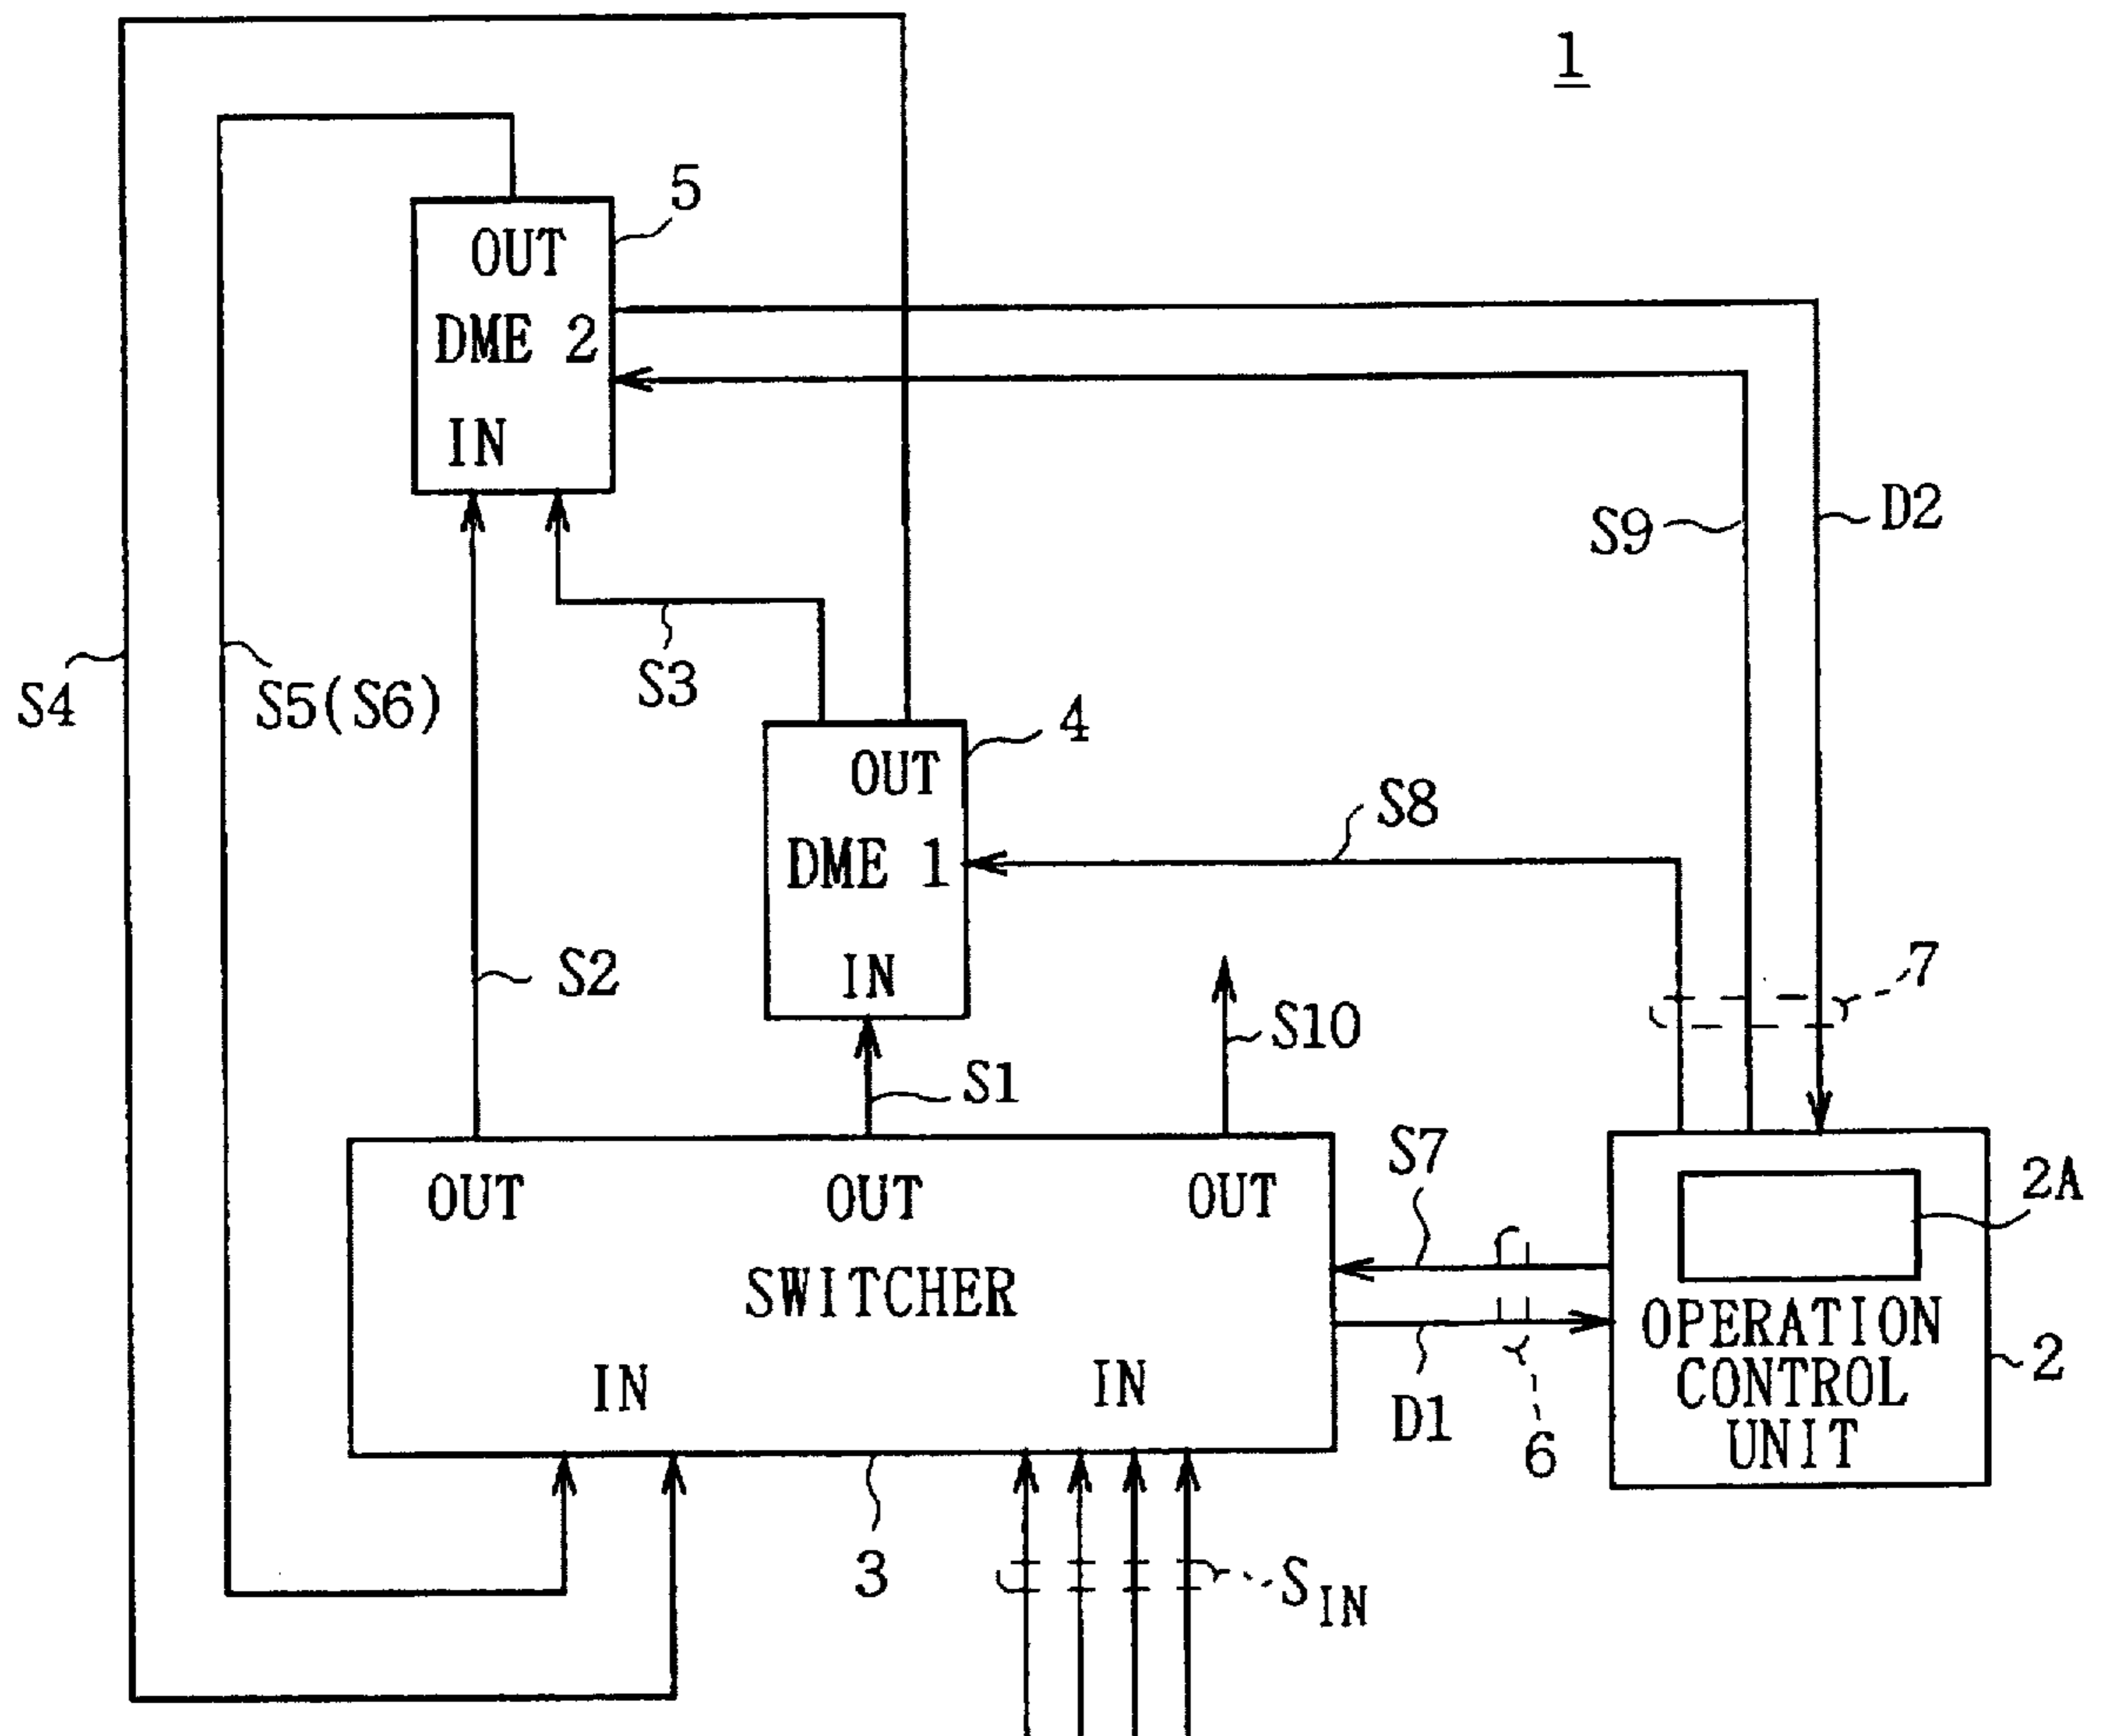 1
5
OUT
DME 2
IN
S9
D2
S4
S5(S6)
S3
4
OUT
DME 1
IN
S8
S2
S10
7
S1
OUT
OUT
OUT
S7
2A
SWITCHER
OPERATION
CONTROL
UNIT
2
IN
IN
D1
6
3
SIN